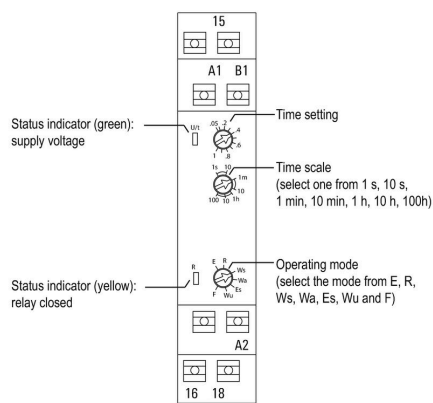 15
A1 B1
Status indicator (green):
supply voltage
U/t
.05 .2 .4 .6 .8 1
Time setting
1s 10 1m 10 1h 10 100
Time scale
(select one from 1 s, 10 s,
1 min, 10 min, 1 h, 10 h, 100h)
Status indicator (yellow):
relay closed
R
E R Ws Wa Es Wu F
Operating mode
(select the mode from E, R,
Ws, Wa, Es, Wu and F)
A2
16 18